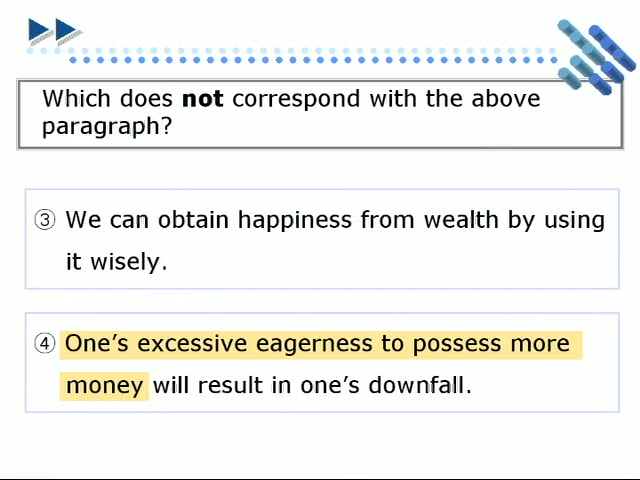 Which does not correspond with the above
paragraph?
③ We can obtain happiness from wealth by using
it wisely.
④ One's excessive eagerness to possess more
money will result in one's downfall.